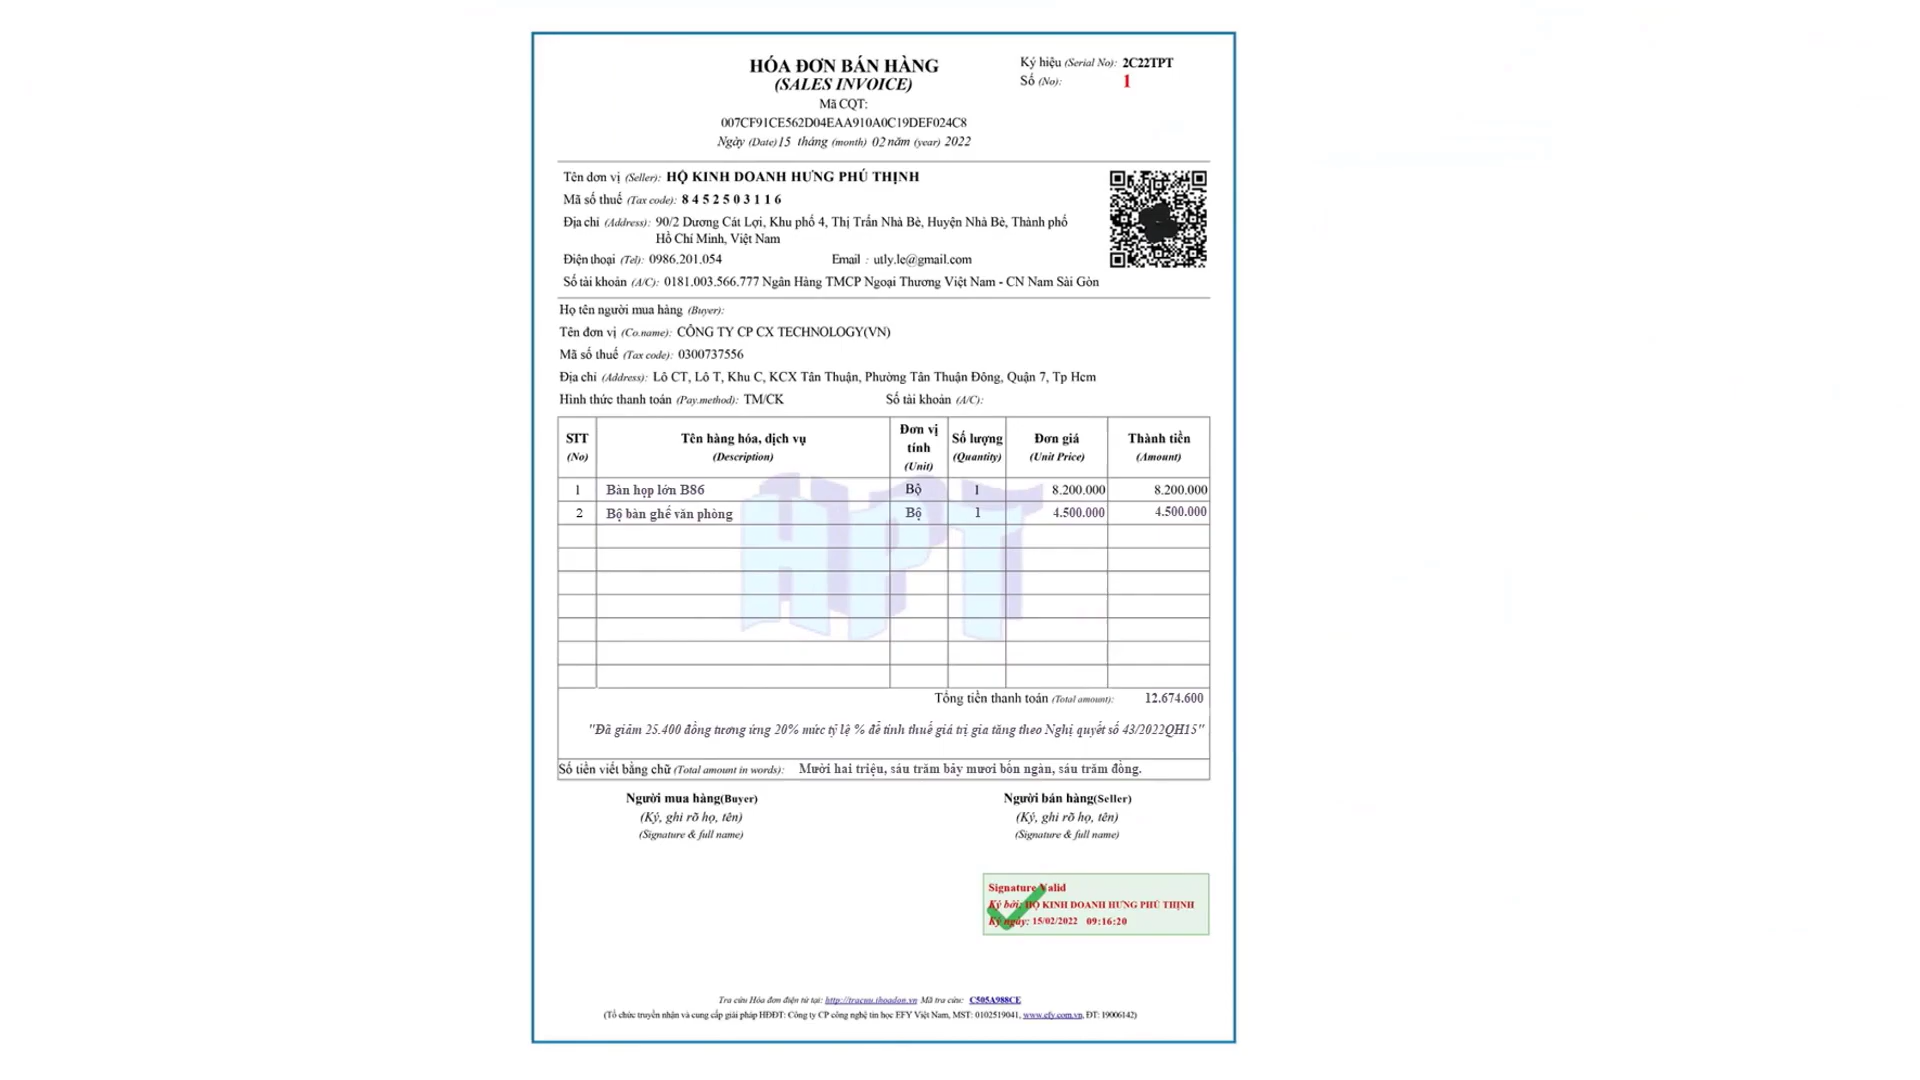 HÓA ĐƠN BÁN HÀNG
(SALES INVOICE)
Mã CQT:
007CF91CE562D04EAA910A0C19DEF024C8
Ngày (Date) 15 tháng (month) 02 năm (year) 2022
Ký hiệu (Serial No): 2C22TPT
Số (No): 1
Tên đơn vị (Seller): HỘ KINH DOANH HƯNG PHÚ THỊNH
Mã số thuế (Tax code): 8 4 5 2 5 0 3 1 1 6
Địa chỉ (Address): 90/2 Dương Cát Lợi, Khu phố 4, Thị Trấn Nhà Bè, Huyện Nhà Bè, Thành phố
Hồ Chí Minh, Việt Nam
Điện thoại (Tel): 0986.201.054 Email : utly.le@gmail.com
Số tài khoản (A/C): 0181.003.566.777 Ngân Hàng TMCP Ngoại Thương Việt Nam - CN Nam Sài Gòn
Họ tên người mua hàng (Buyer):
Tên đơn vị (Co.name): CÔNG TY CP CX TECHNOLOGY(VN)
Mã số thuế (Tax code): 0300737556
Địa chỉ (Address): Lô CT, Lô T, Khu C, KCX Tân Thuận, Phường Tân Thuận Đông, Quận 7, Tp Hcm
Hình thức thanh toán (Pay.method): TM/CK Số tài khoản (A/C):
STT (No) Tên hàng hóa, dịch vụ (Description) Đơn vị tính (Unit) Số lượng (Quantity) Đơn giá (Unit Price) Thành tiền (Amount)
1 Bàn họp lớn B86 Bộ 1 8.200.000 8.200.000
2 Bộ bàn ghế văn phòng Bộ 1 4.500.000 4.500.000
HPT
Tổng tiền thanh toán (Total amount): 12.674.600
"Đã giảm 25.400 đồng tương ứng 20% mức tỷ lệ % để tính thuế giá trị gia tăng theo Nghị quyết số 43/2022QH15"
Số tiền viết bằng chữ (Total amount in words): Mười hai triệu, sáu trăm bảy mươi bốn ngàn, sáu trăm đồng.
Người mua hàng(Buyer) Người bán hàng(Seller)
(Ký, ghi rõ họ, tên) (Ký, ghi rõ họ, tên)
(Signature & full name) (Signature & full name)
Signature Valid
Ký bởi: HỘ KINH DOANH HƯNG PHÚ THỊNH
Ký ngày: 15/02/2022 09:16:20
Tra cứu Hóa đơn điện tử tại: http://tracuu.ihoadon.vn Mã tra cứu: C505A988CE
(Tổ chức truyền nhận và cung cấp giải pháp HĐĐT: Công ty CP công nghệ tin học EFY Việt Nam, MST: 0102519041, www.efy.com.vn, ĐT: 19006142)